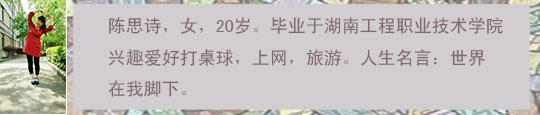 陈思诗，女，20岁。毕业于湖南工程职业技术学院
兴趣爱好打桌球，上网，旅游。人生名言：世界
在我脚下。